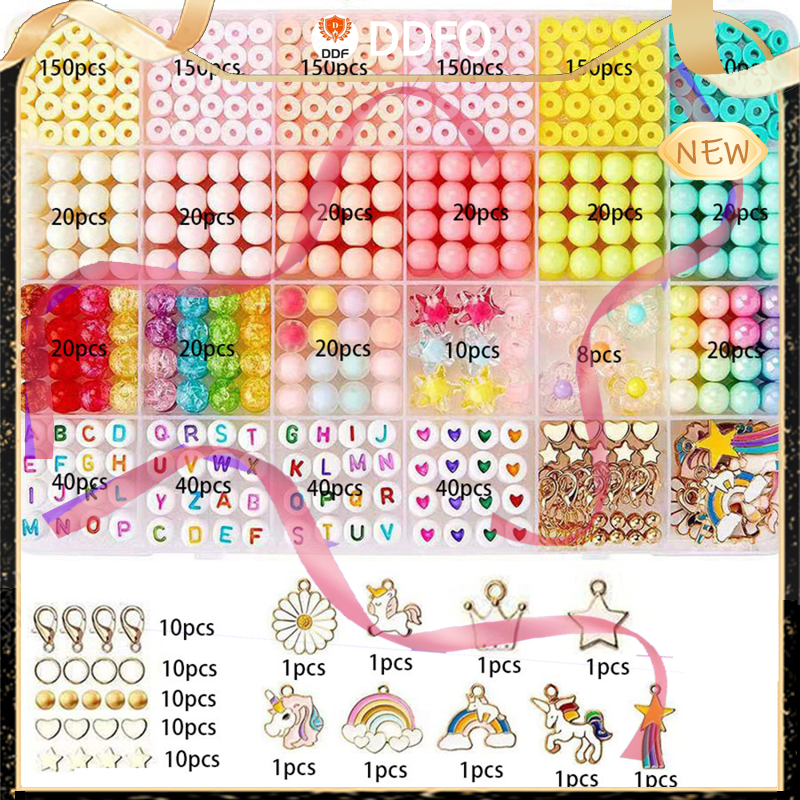 DDF DDFO
150pcs 150pcs 150pcs 150pcs 150pcs
NEW
20pcs 20pcs 20pcs 20pcs 20pcs 20pcs
20pcs 20pcs 20pcs 10pcs 8pcs 20pcs
A B C D Q R S T G H I J
E F G H U V W X K L M N
40pcs 40pcs 40pcs 40pcs
I J K L Y Z A B O P Q R
M N O P C D E F S T U V
10pcs
10pcs
10pcs
10pcs
10pcs
1pcs 1pcs 1pcs 1pcs
1pcs 1pcs 1pcs 1pcs 1pcs